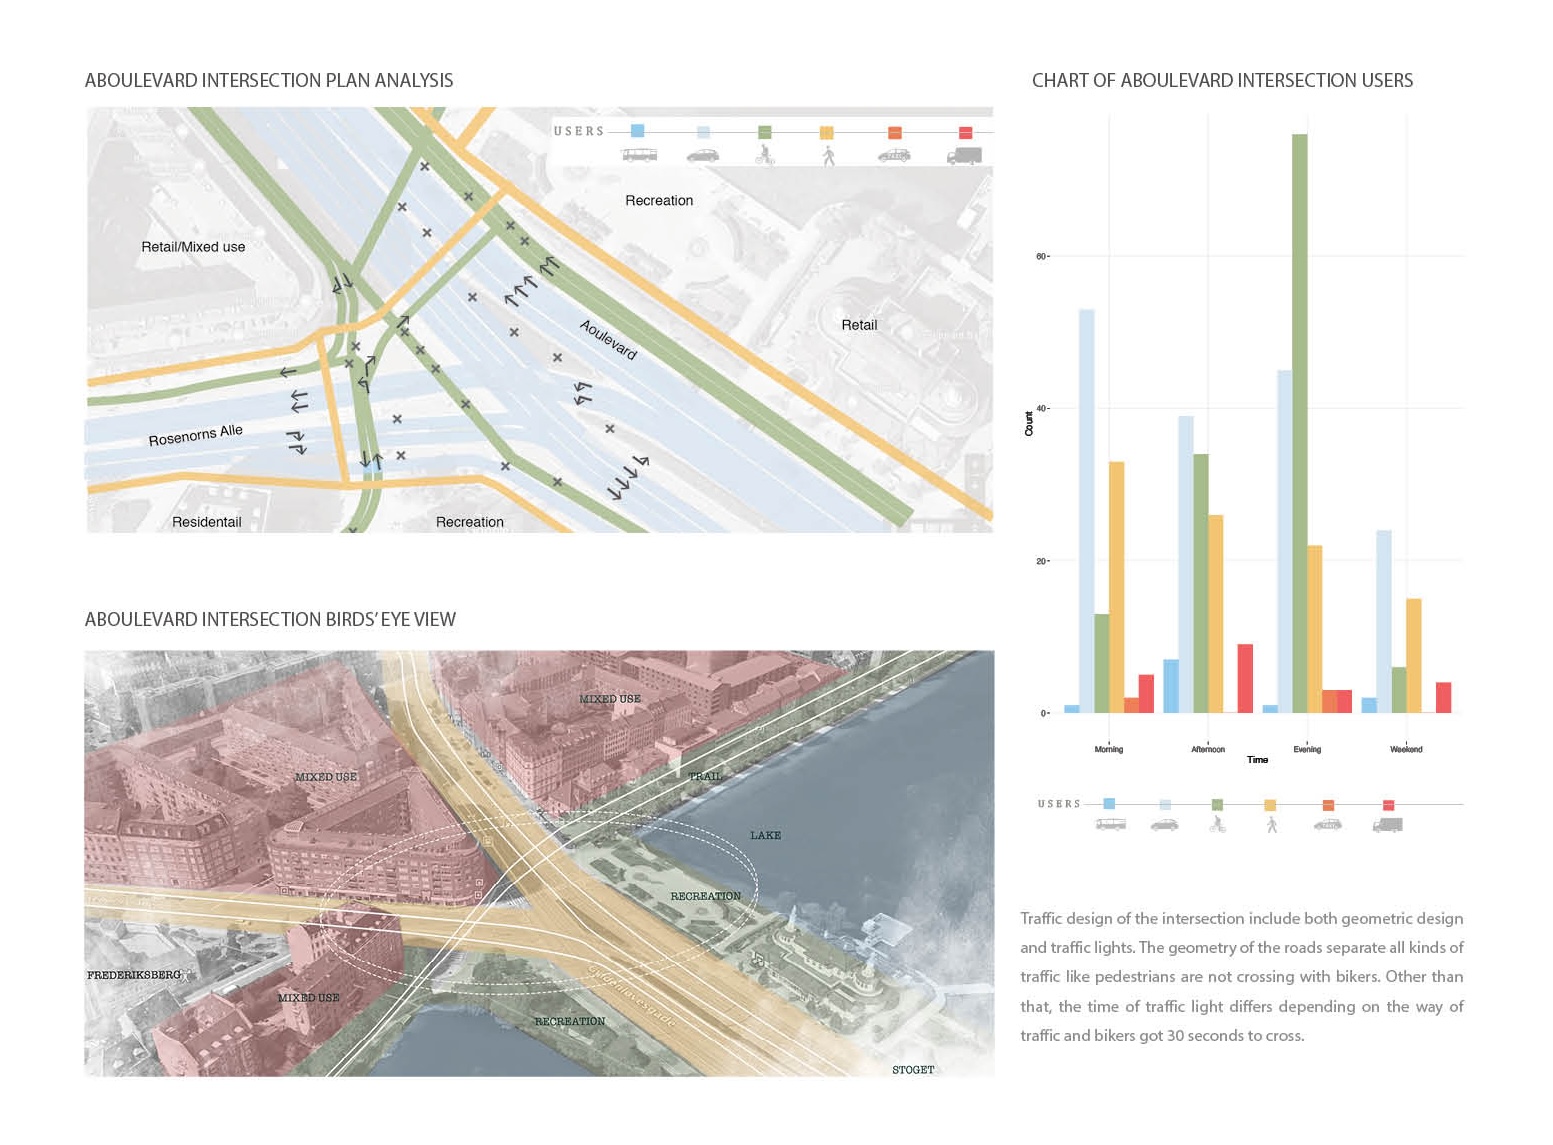 ABOULEVARD INTERSECTION PLAN ANALYSIS
USERS
TAXI
Recreation
Retail/Mixed use
Retail
Aoulevard
Rosenorns Alle
Residentail
Recreation
ABOULEVARD INTERSECTION BIRDS' EYE VIEW
MIXED USE
MIXED USE
TRAIL
LAKE
RECREATION
FREDERIKSBERG
MIXED USE
Gyldenløvesgade
RECREATION
STOGET
CHART OF ABOULEVARD INTERSECTION USERS
60
40
20
0
Count
Morning
Afternoon
Evening
Weekend
Time
USERS
TAXI
Traffic design of the intersection include both geometric design
and traffic lights. The geometry of the roads separate all kinds of
traffic like pedestrians are not crossing with bikers. Other than
that, the time of traffic light differs depending on the way of
traffic and bikers got 30 seconds to cross.